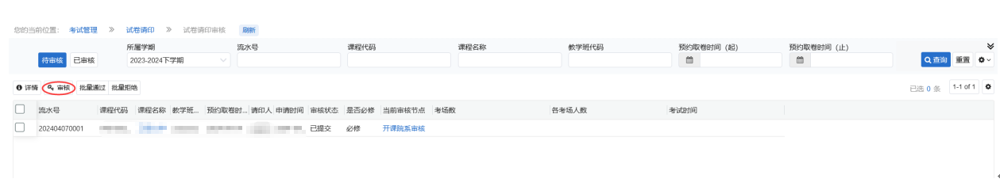 您的当前位置： 考试管理 » 试卷请印 » 试卷请印审核 刷新
待审核 已审核 所属学期 流水号 课程代码 课程名称 教学班代码 预约取卷时间（起） 预约取卷时间（止）
2023-2024下学期 查询 重置
详情 审核 批量通过 批量拒绝 已选 0 条 1-1 of 1
流水号 课程代码 课程名称 教学班... 预约取卷时... 请印人 申请时间 审核状态 是否必修 当前审核节点 考场数 各考场人数 考试时间
202404070001 已提交 必修 开课院系审核